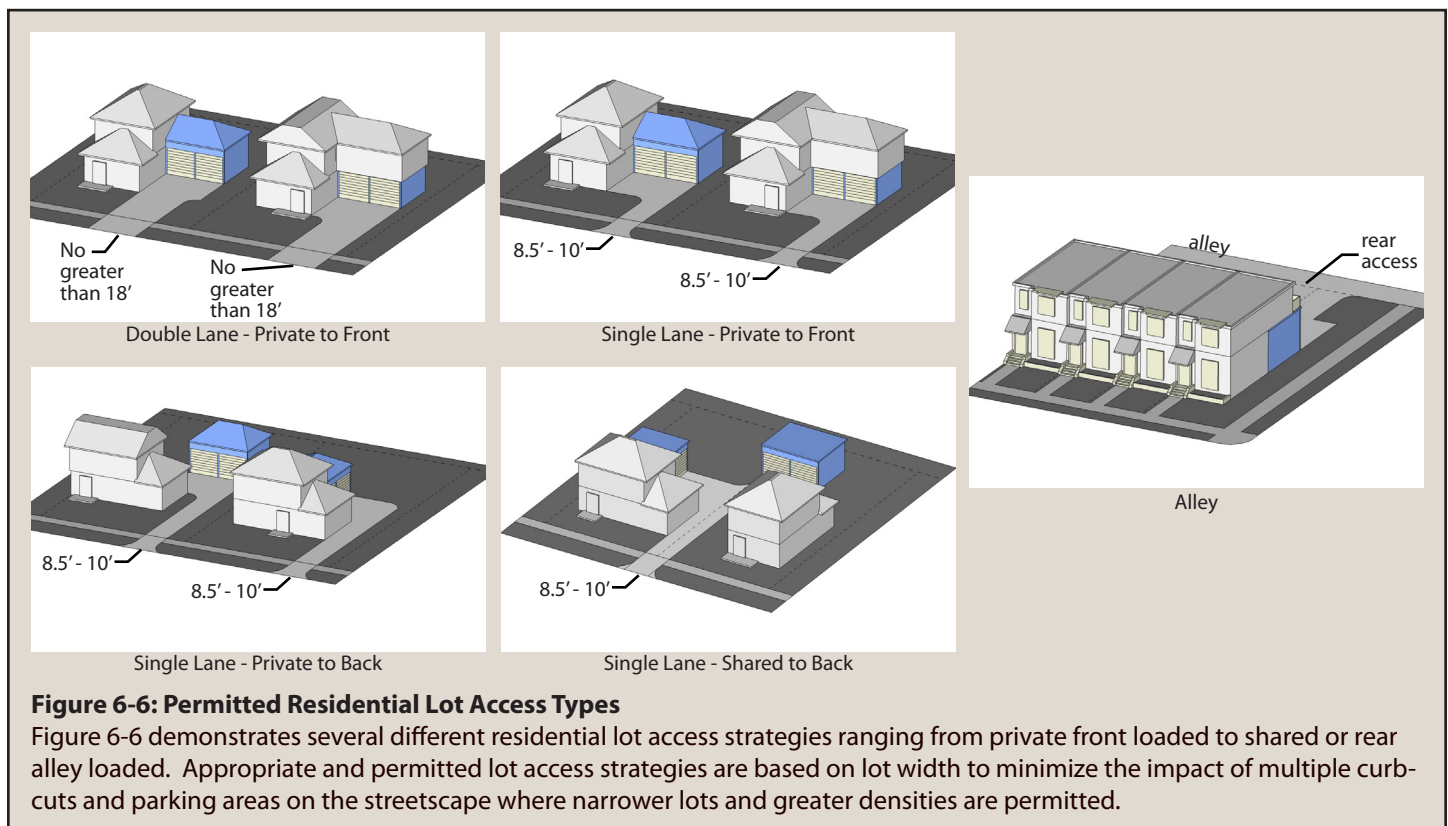 No
greater
than 18’
No
greater
than 18’
Double Lane - Private to Front
8.5’ - 10’
8.5’ - 10’
Single Lane - Private to Front
8.5’ - 10’
8.5’ - 10’
Single Lane - Private to Back
8.5’ - 10’
Single Lane - Shared to Back
alley
rear
access
Alley
Figure 6-6: Permitted Residential Lot Access Types
Figure 6-6 demonstrates several different residential lot access strategies ranging from private front loaded to shared or rear
alley loaded. Appropriate and permitted lot access strategies are based on lot width to minimize the impact of multiple curb-
cuts and parking areas on the streetscape where narrower lots and greater densities are permitted.